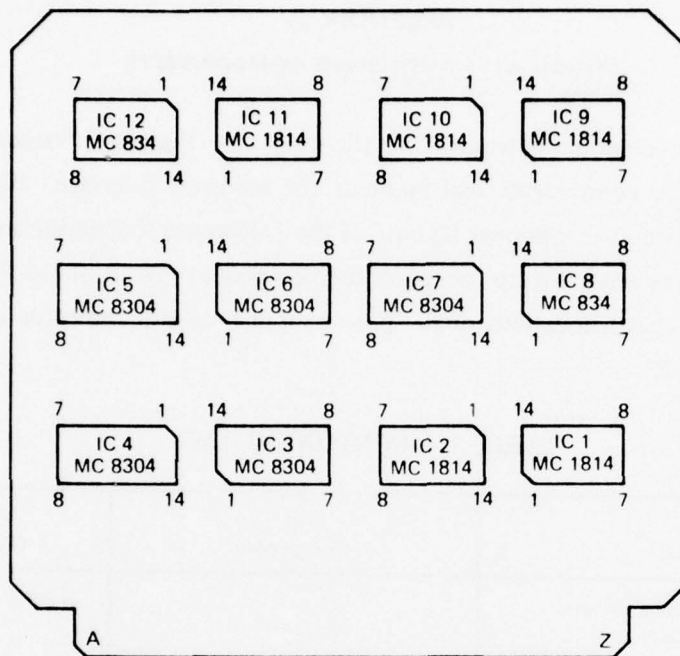 7 1 14 8 7 1 14 8
IC 12 IC 11 IC 10 IC 9
MC 834 MC 1814 MC 1814 MC 1814
8 14 1 7 8 14 1 7
7 1 14 8 7 1 14 8
IC 5 IC 6 IC 7 IC 8
MC 8304 MC 8304 MC 8304 MC 834
8 14 1 7 8 14 1 7
7 1 14 8 7 1 14 8
IC 4 IC 3 IC 2 IC 1
MC 8304 MC 8304 MC 1814 MC 1814
8 14 1 7 8 14 1 7
A Z